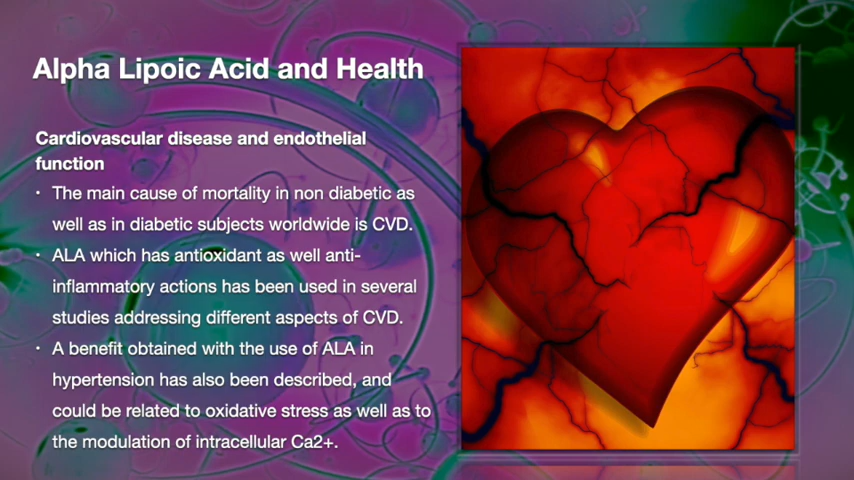 Alpha Lipoic Acid and Health
Cardiovascular disease and endothelial
function
• The main cause of mortality in non diabetic as
well as in diabetic subjects worldwide is CVD.
• ALA which has antioxidant as well anti-
inflammatory actions has been used in several
studies addressing different aspects of CVD.
• A benefit obtained with the use of ALA in
hypertension has also been described, and
could be related to oxidative stress as well as to
the modulation of intracellular Ca2+.